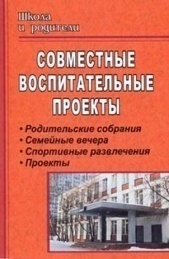 Школа
и родители
СОВМЕСТНЫЕ
ВОСПИТАТЕЛЬНЫЕ
ПРОЕКТЫ
• Родительские собрания
• Семейные вечера
• Спортивные развлечения
• Проекты